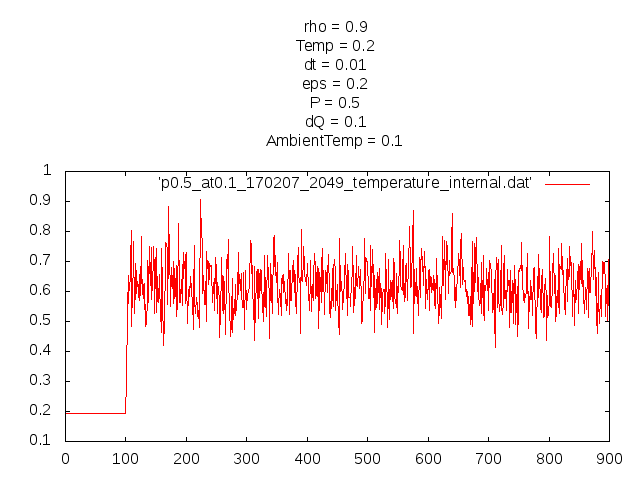 rho = 0.9
Temp = 0.2
dt = 0.01
eps = 0.2
P = 0.5
dQ = 0.1
AmbientTemp = 0.1
1
'p0.5_at0.1_170207_2049_temperature_internal.dat'
0.9
0.8
0.7
0.6
0.5
0.4
0.3
0.2
0.1
0 100 200 300 400 500 600 700 800 900